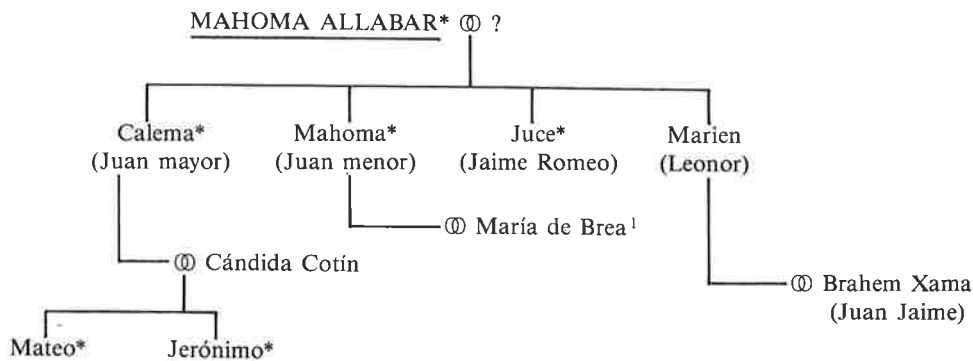 MAHOMA ALLABAR* ⚭ ?
Calema* Mahoma* Juce* Marien
(Juan mayor) (Juan menor) (Jaime Romeo) (Leonor)
⚭ María de Brea¹
⚭ Cándida Cotín
⚭ Brahem Xama
(Juan Jaime)
Mateo* Jerónimo*